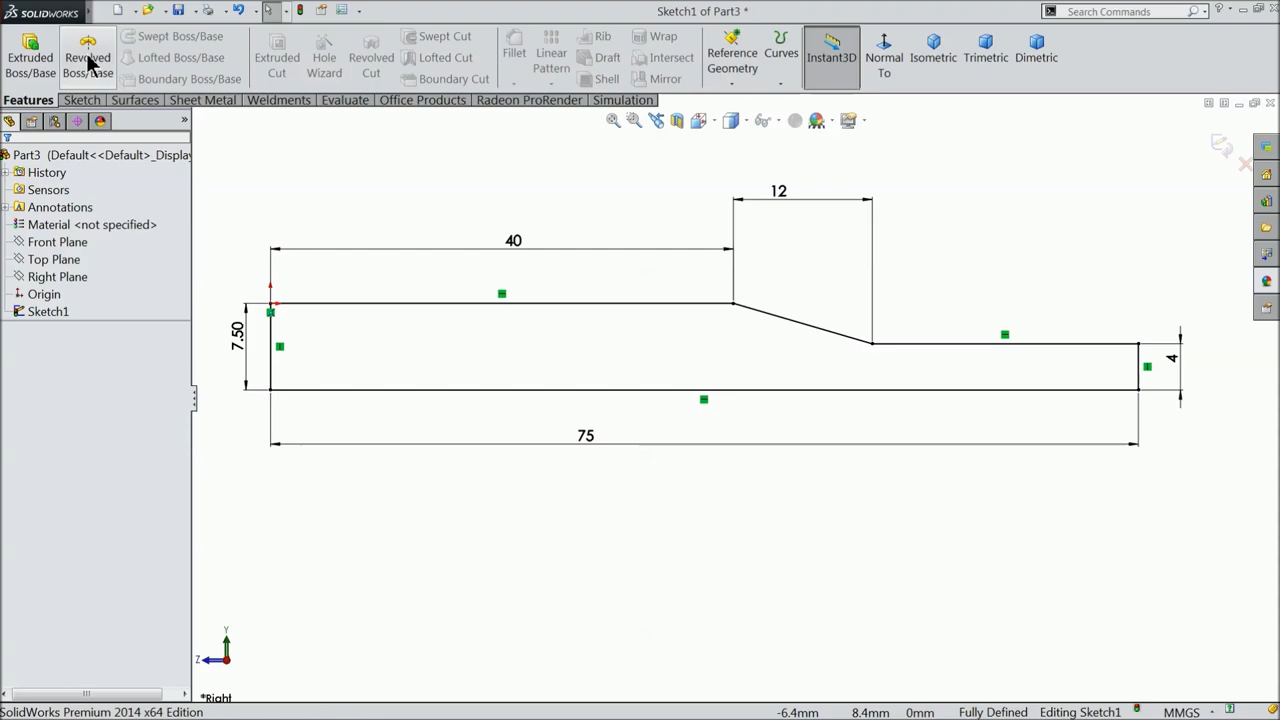 SOLIDWORKS
Sketch1 of Part3 *
Search Commands
Extruded Boss/Base
Revolved Boss/Base
Swept Boss/Base
Lofted Boss/Base
Boundary Boss/Base
Extruded Cut
Hole Wizard
Revolved Cut
Swept Cut
Lofted Cut
Boundary Cut
Fillet
Linear Pattern
Rib
Draft
Shell
Wrap
Intersect
Mirror
Reference Geometry
Curves
Instant3D
Normal To
Isometric
Trimetric
Dimetric
Features
Sketch
Surfaces
Sheet Metal
Weldments
Evaluate
Office Products
Radeon ProRender
Simulation
Part3 (Default<<Default>_Display
History
Sensors
Annotations
Material <not specified>
Front Plane
Top Plane
Right Plane
Origin
Sketch1
12
40
7.50
4
75
Y
Z
*Right
SolidWorks Premium 2014 x64 Edition
-6.4mm
8.4mm
0mm
Fully Defined
Editing Sketch1
MMGS